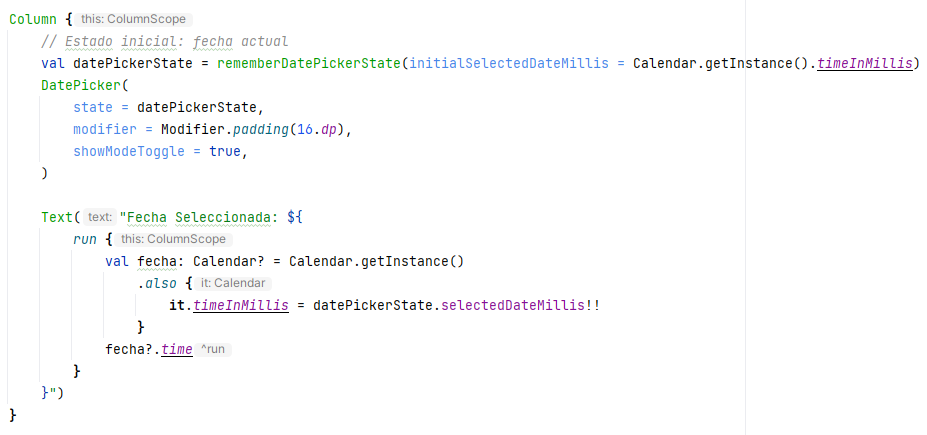 Column { this: ColumnScope
    // Estado inicial: fecha actual
    val datePickerState = rememberDatePickerState(initialSelectedDateMillis = Calendar.getInstance().timeInMillis)
    DatePicker(
        state = datePickerState,
        modifier = Modifier.padding(16.dp),
        showModeToggle = true,
    )

    Text( text: "Fecha Seleccionada: ${
        run { this: ColumnScope
            val fecha: Calendar? = Calendar.getInstance()
                .also { it: Calendar
                    it.timeInMillis = datePickerState.selectedDateMillis!!
                }
            fecha?.time ^run
        }
    }")
}